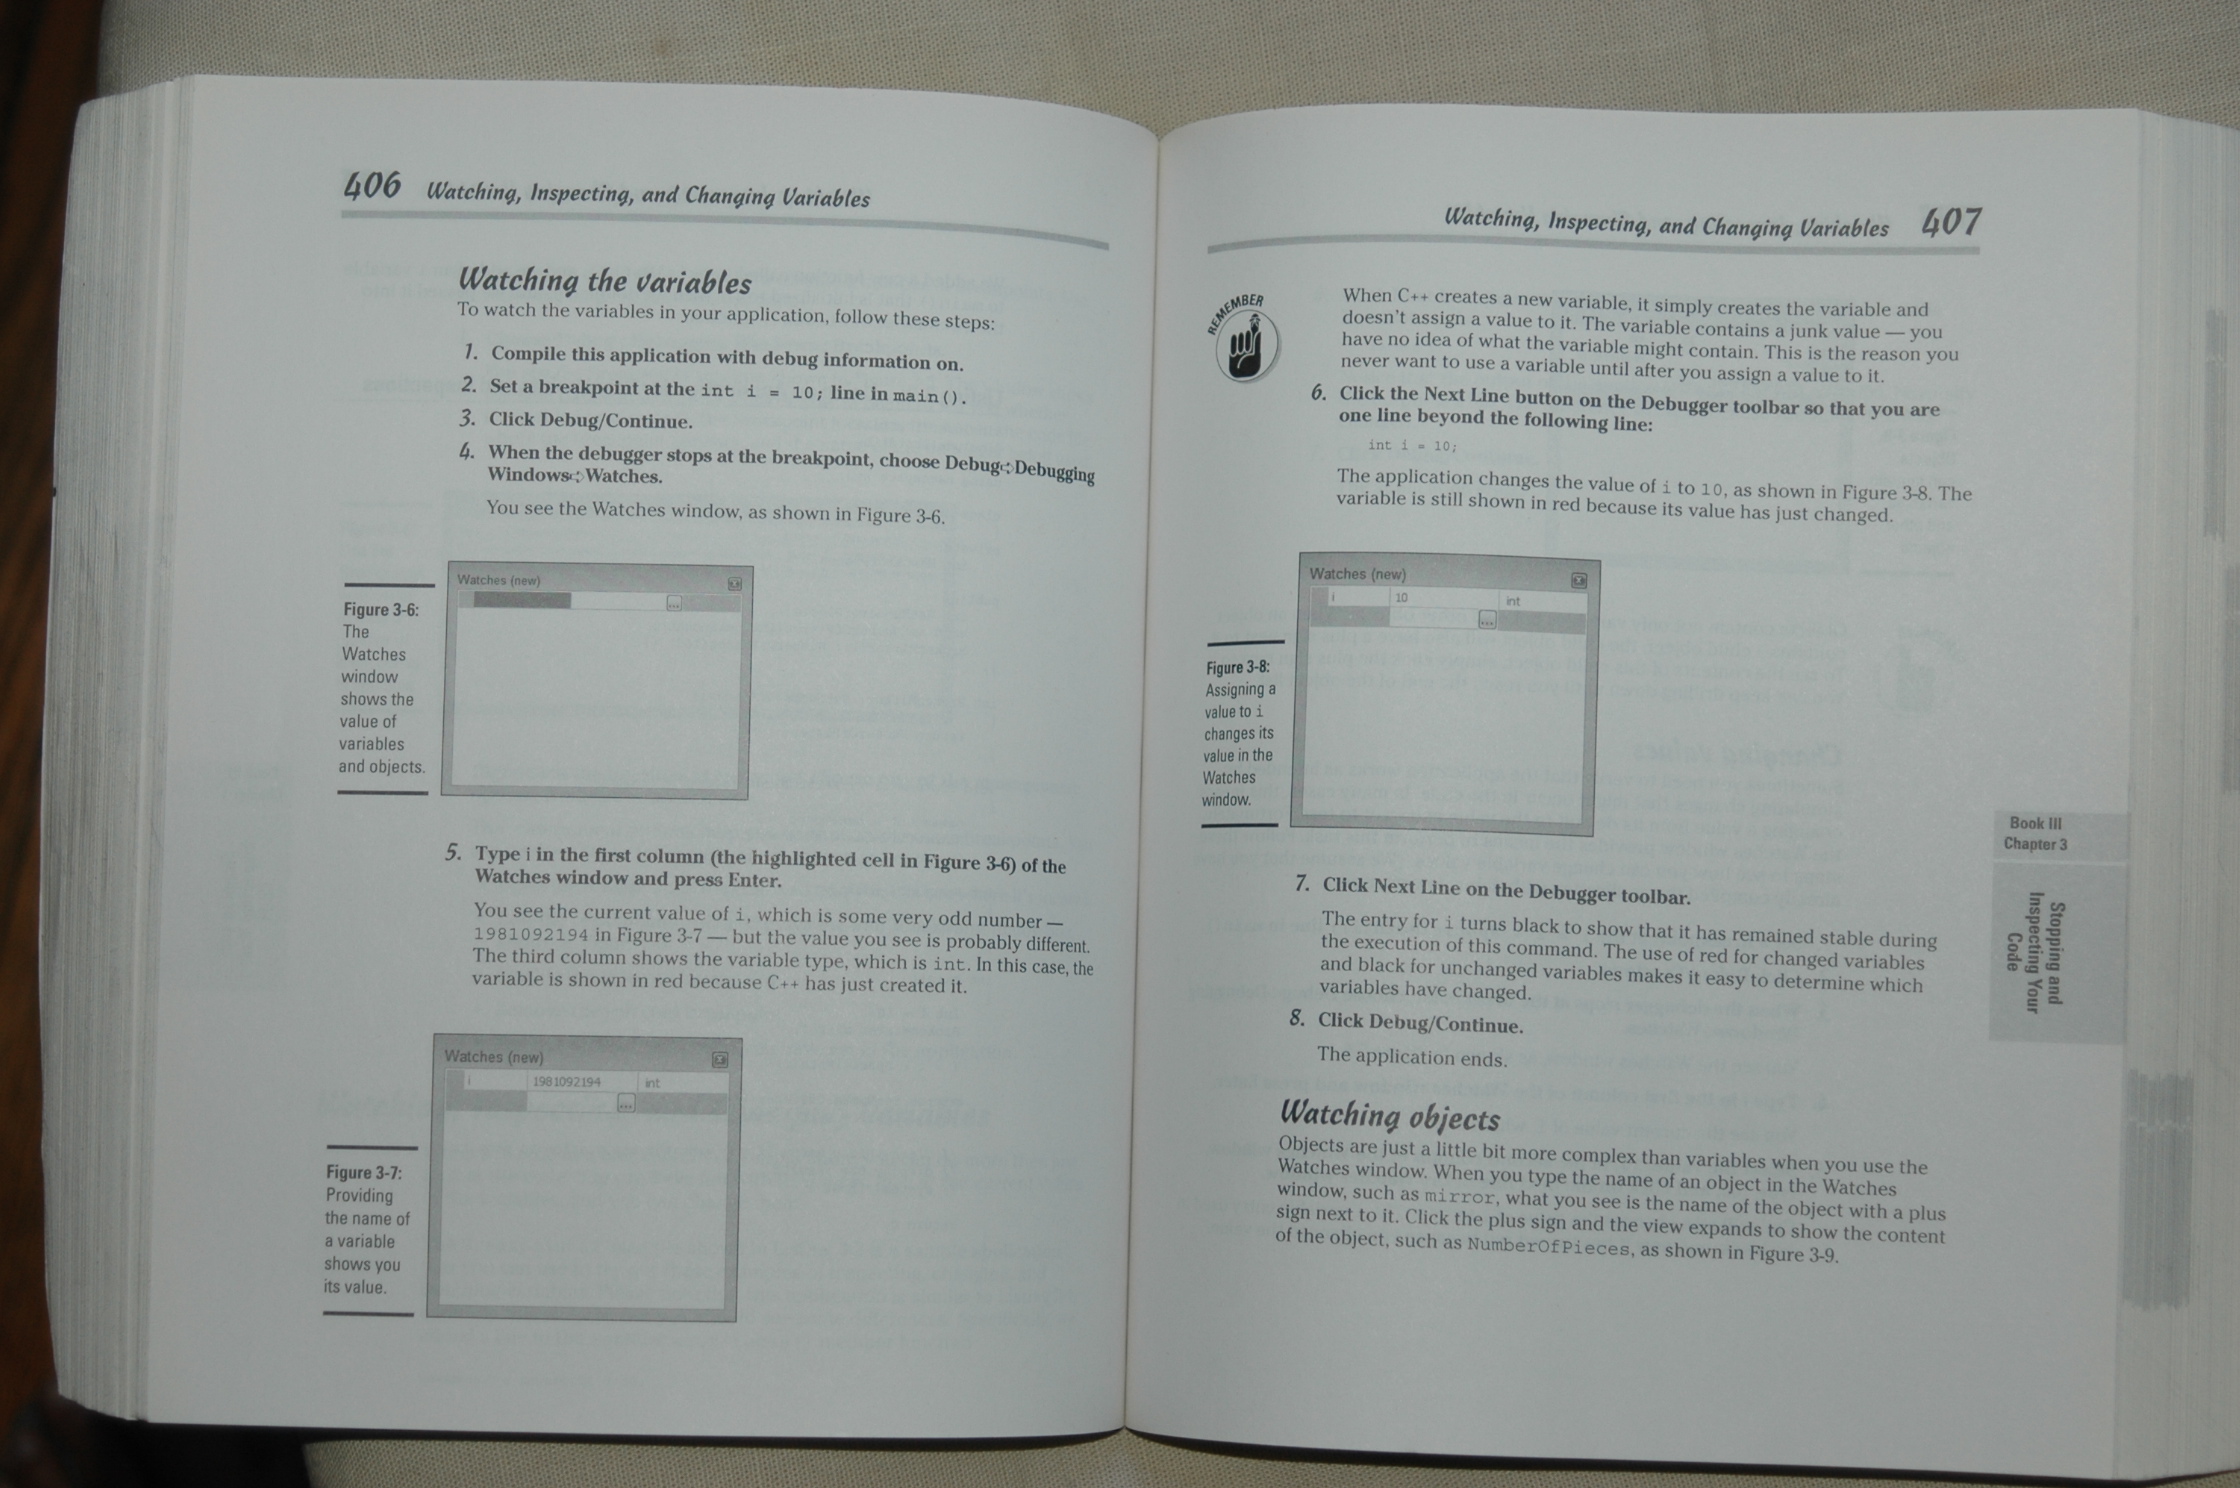 406 Watching, Inspecting, and Changing Variables
Watching the variables
To watch the variables in your application, follow these steps:
1. Compile this application with debug information on.
2. Set a breakpoint at the int i = 10; line in main().
3. Click Debug/Continue.
4. When the debugger stops at the breakpoint, choose Debug➪Debugging
Windows➪Watches.
You see the Watches window, as shown in Figure 3-6.
Watches (new)
...
Figure 3-6:
The
Watches
window
shows the
value of
variables
and objects.
5. Type i in the first column (the highlighted cell in Figure 3-6) of the
Watches window and press Enter.
You see the current value of i, which is some very odd number —
1981092194 in Figure 3-7 — but the value you see is probably different.
The third column shows the variable type, which is int. In this case, the
variable is shown in red because C++ has just created it.
Watches (new)
i 1981092194 int
...
Figure 3-7:
Providing
the name of
a variable
shows you
its value.
Watching, Inspecting, and Changing Variables 407
REMEMBER
When C++ creates a new variable, it simply creates the variable and
doesn't assign a value to it. The variable contains a junk value — you
have no idea of what the variable might contain. This is the reason you
never want to use a variable until after you assign a value to it.
6. Click the Next Line button on the Debugger toolbar so that you are
one line beyond the following line:
int i = 10;
The application changes the value of i to 10, as shown in Figure 3-8. The
variable is still shown in red because its value has just changed.
Watches (new)
i 10 int
...
Figure 3-8:
Assigning a
value to i
changes its
value in the
Watches
window.
7. Click Next Line on the Debugger toolbar.
The entry for i turns black to show that it has remained stable during
the execution of this command. The use of red for changed variables
and black for unchanged variables makes it easy to determine which
variables have changed.
8. Click Debug/Continue.
The application ends.
Watching objects
Objects are just a little bit more complex than variables when you use the
Watches window. When you type the name of an object in the Watches
window, such as mirror, what you see is the name of the object with a plus
sign next to it. Click the plus sign and the view expands to show the content
of the object, such as NumberOfPieces, as shown in Figure 3-9.
Book III
Chapter 3
Stopping and
Inspecting Your
Code